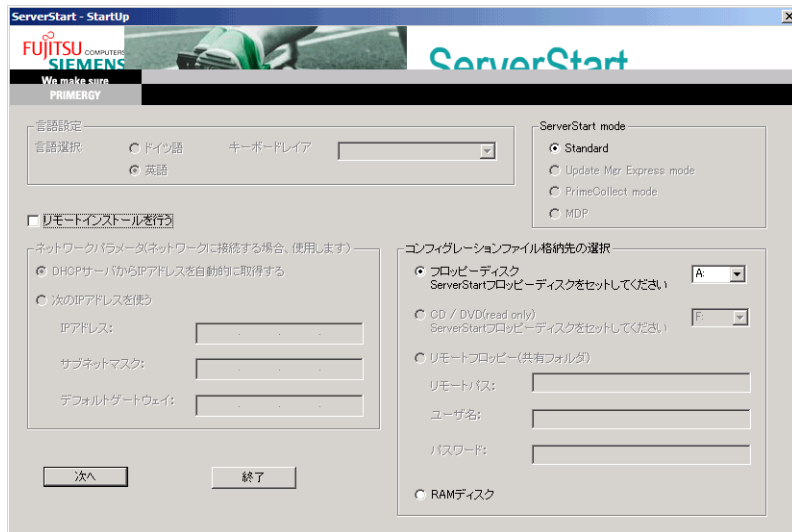 ServerStart - StartUp
FUJITSU COMPUTERS
SIEMENS
ServerStart
We make sure
PRIMERGY
言語設定
言語選択:
ドイツ語
英語
キーボードレイア
ServerStart mode
Standard
Update Mgr Express mode
PrimeCollect mode
MDP
リモートインストールを行う
ネットワークパラメータ(ネットワークに接続する場合、使用します)
DHCPサーバからIPアドレスを自動的に取得する
次のIPアドレスを使う
IPアドレス:
サブネットマスク:
デフォルトゲートウェイ:
コンフィグレーションファイル格納先の選択
フロッピーディスク
ServerStartフロッピーディスクをセットしてください
A:
CD / DVD(read only)
ServerStartフロッピーディスクをセットしてください
F:
リモートフロッピー(共有フォルダ)
リモートパス:
ユーザ名:
パスワード:
RAMディスク
次へ
終了